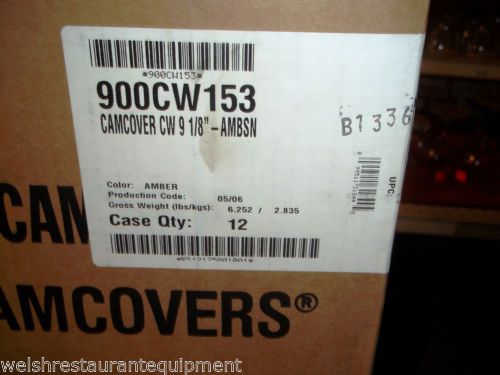 *900CW153*
900CW153
CAMCOVER CW 9 1/8" – AMBSN
B1336
UPC:
Color: AMBER
Production Code: 05/06
Gross Weight (lbs/kgs): 6.252 / 2.835
Case Qty: 12
CAM
AMCOVERS®
welshrestaurantequipment